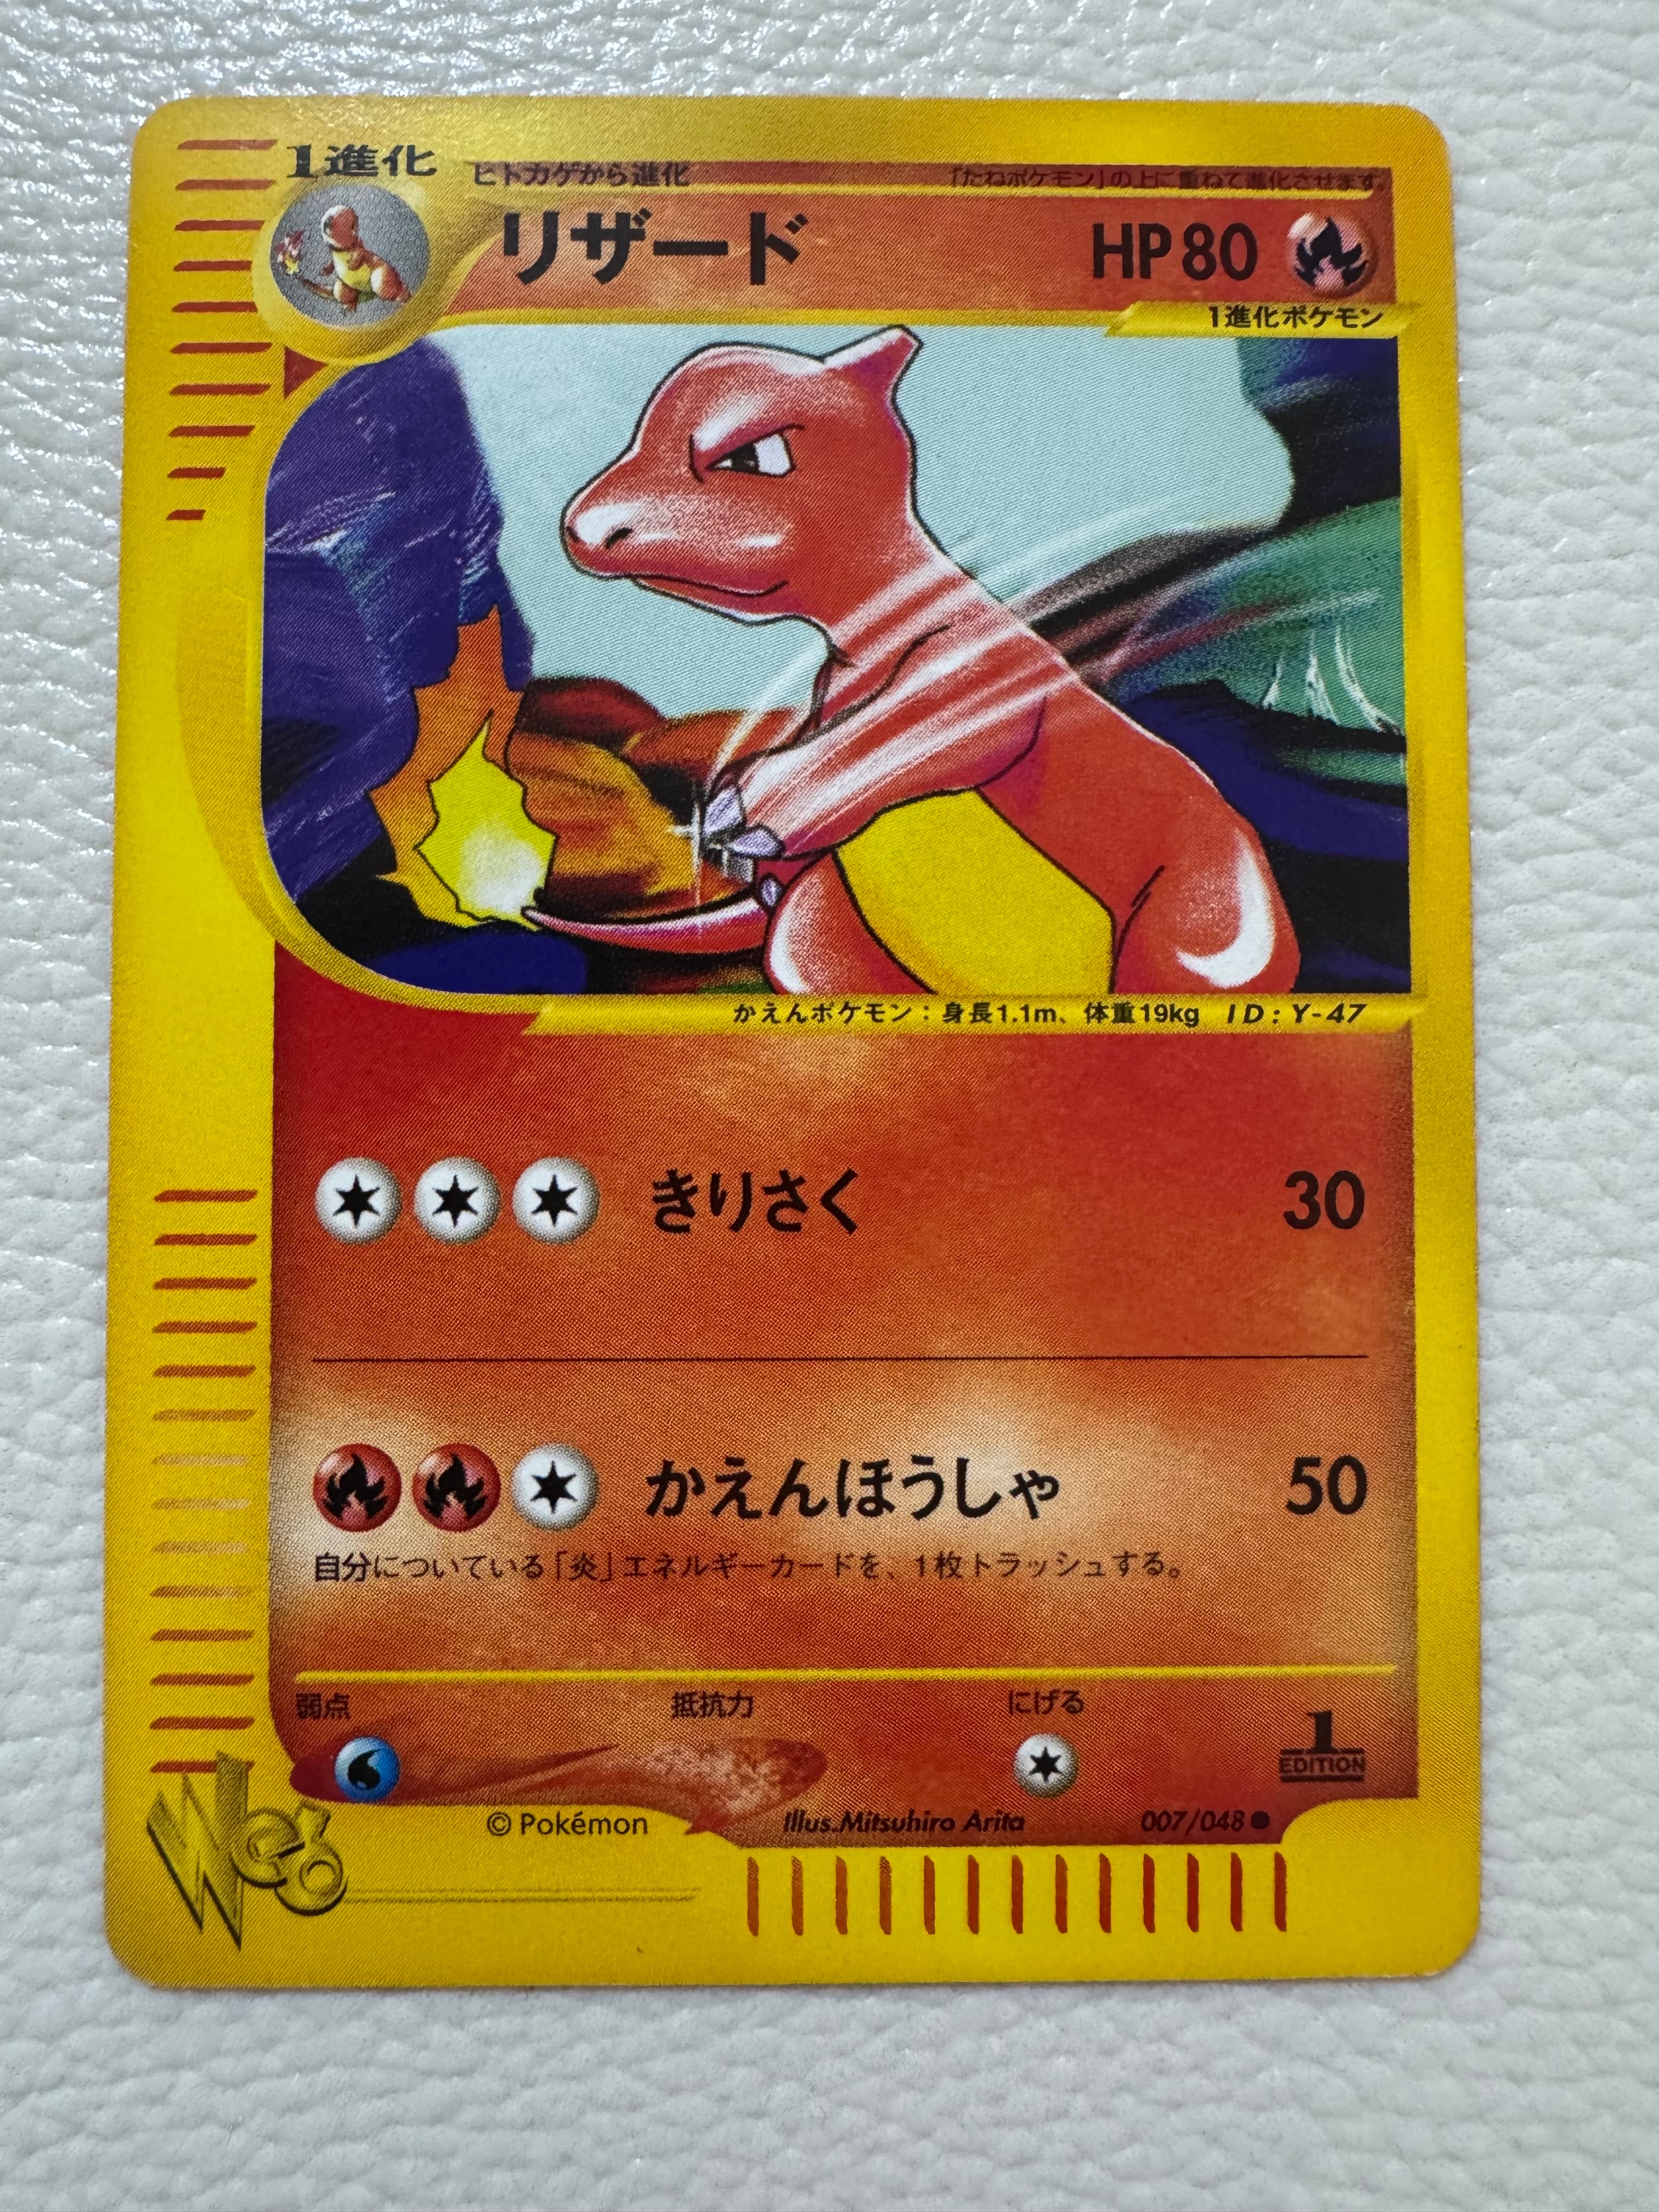 1進化
ヒトカゲから進化 「たねポケモン」の上に重ねて進化させます。
リザード HP80
1進化ポケモン
かえんポケモン：身長1.1m、体重19kg ID：Y-47
きりさく 30
かえんほうしゃ 50
自分についている「炎」エネルギーカードを、1枚トラッシュする。
弱点 抵抗力 にげる
1
EDITION
©Pokémon Illus.Mitsuhiro Arita 007/048●
Web